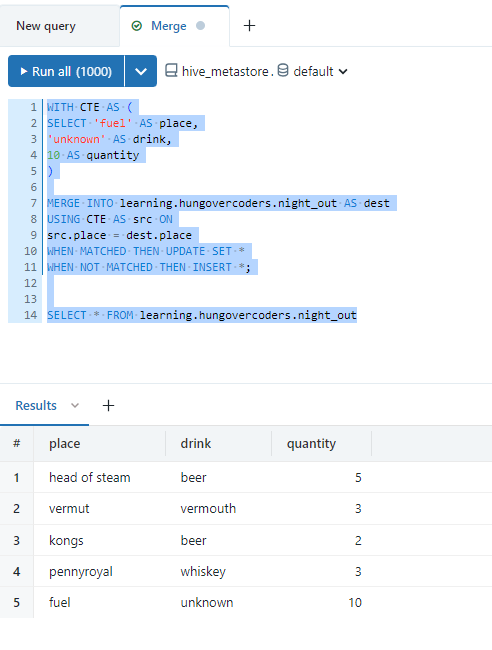 New query Merge +
Run all (1000) hive_metastore. default
1 WITH CTE AS (
2 SELECT 'fuel' AS place,
3 'unknown' AS drink,
4 10 AS quantity
5 )
6
7 MERGE INTO learning.hungovercoders.night_out AS dest
8 USING CTE AS src ON
9 src.place = dest.place
10 WHEN MATCHED THEN UPDATE SET *
11 WHEN NOT MATCHED THEN INSERT *;
12
13
14 SELECT * FROM learning.hungovercoders.night_out
Results +
# place drink quantity
1 head of steam beer 5
2 vermut vermouth 3
3 kongs beer 2
4 pennyroyal whiskey 3
5 fuel unknown 10